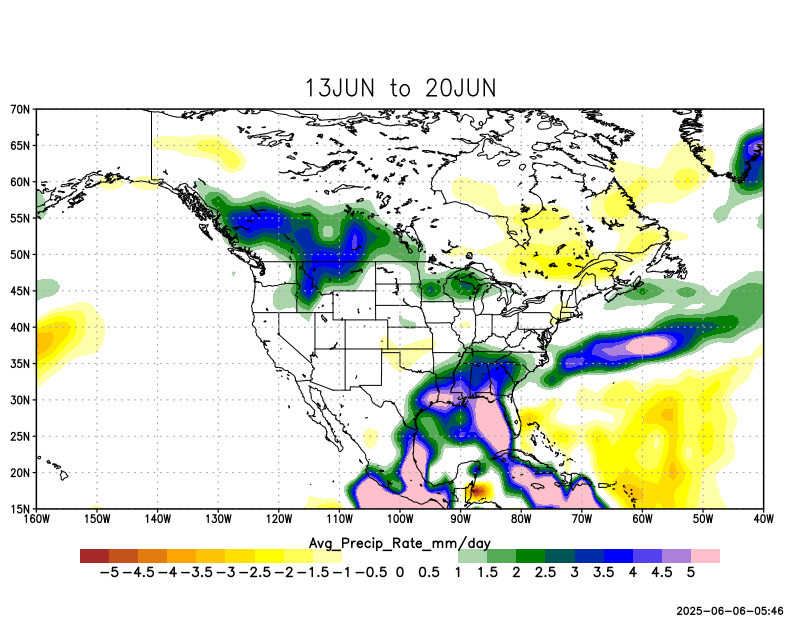 13JUN to 20JUN
70N
65N
60N
55N
50N
45N
40N
35N
30N
25N
20N
15N
160W 150W 140W 130W 120W 110W 100W 90W 80W 70W 60W 50W 40W
Avg_Precip_Rate_mm/day
-5 -4.5 -4 -3.5 -3 -2.5 -2 -1.5 -1 -0.5 0 0.5 1 1.5 2 2.5 3 3.5 4 4.5 5
2025-06-06-05:46